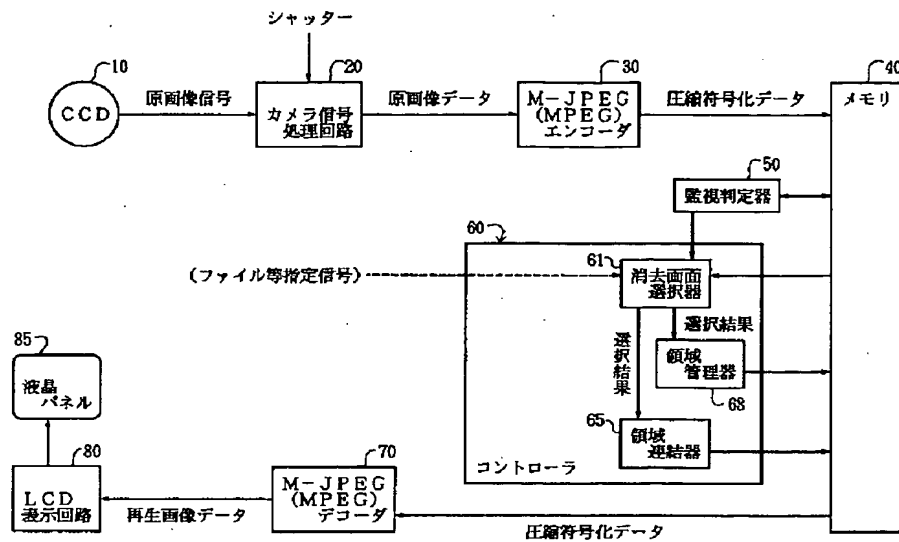 シャッター
10
CCD
原画像信号
20
カメラ信号
処理回路
原画像データ
30
M-JPEG
(MPEG)
エンコーダ
圧縮符号化データ
40
メモリ
50
監視判定器
60
(ファイル等指定信号)
61
消去画面
選択器
選択結果
選択結果
領域
管理器
63
65
領域
連結器
コントローラ
85
液晶
パネル
80
LCD
表示回路
再生画像データ
70
M-JPEG
(MPEG)
デコーダ
圧縮符号化データ